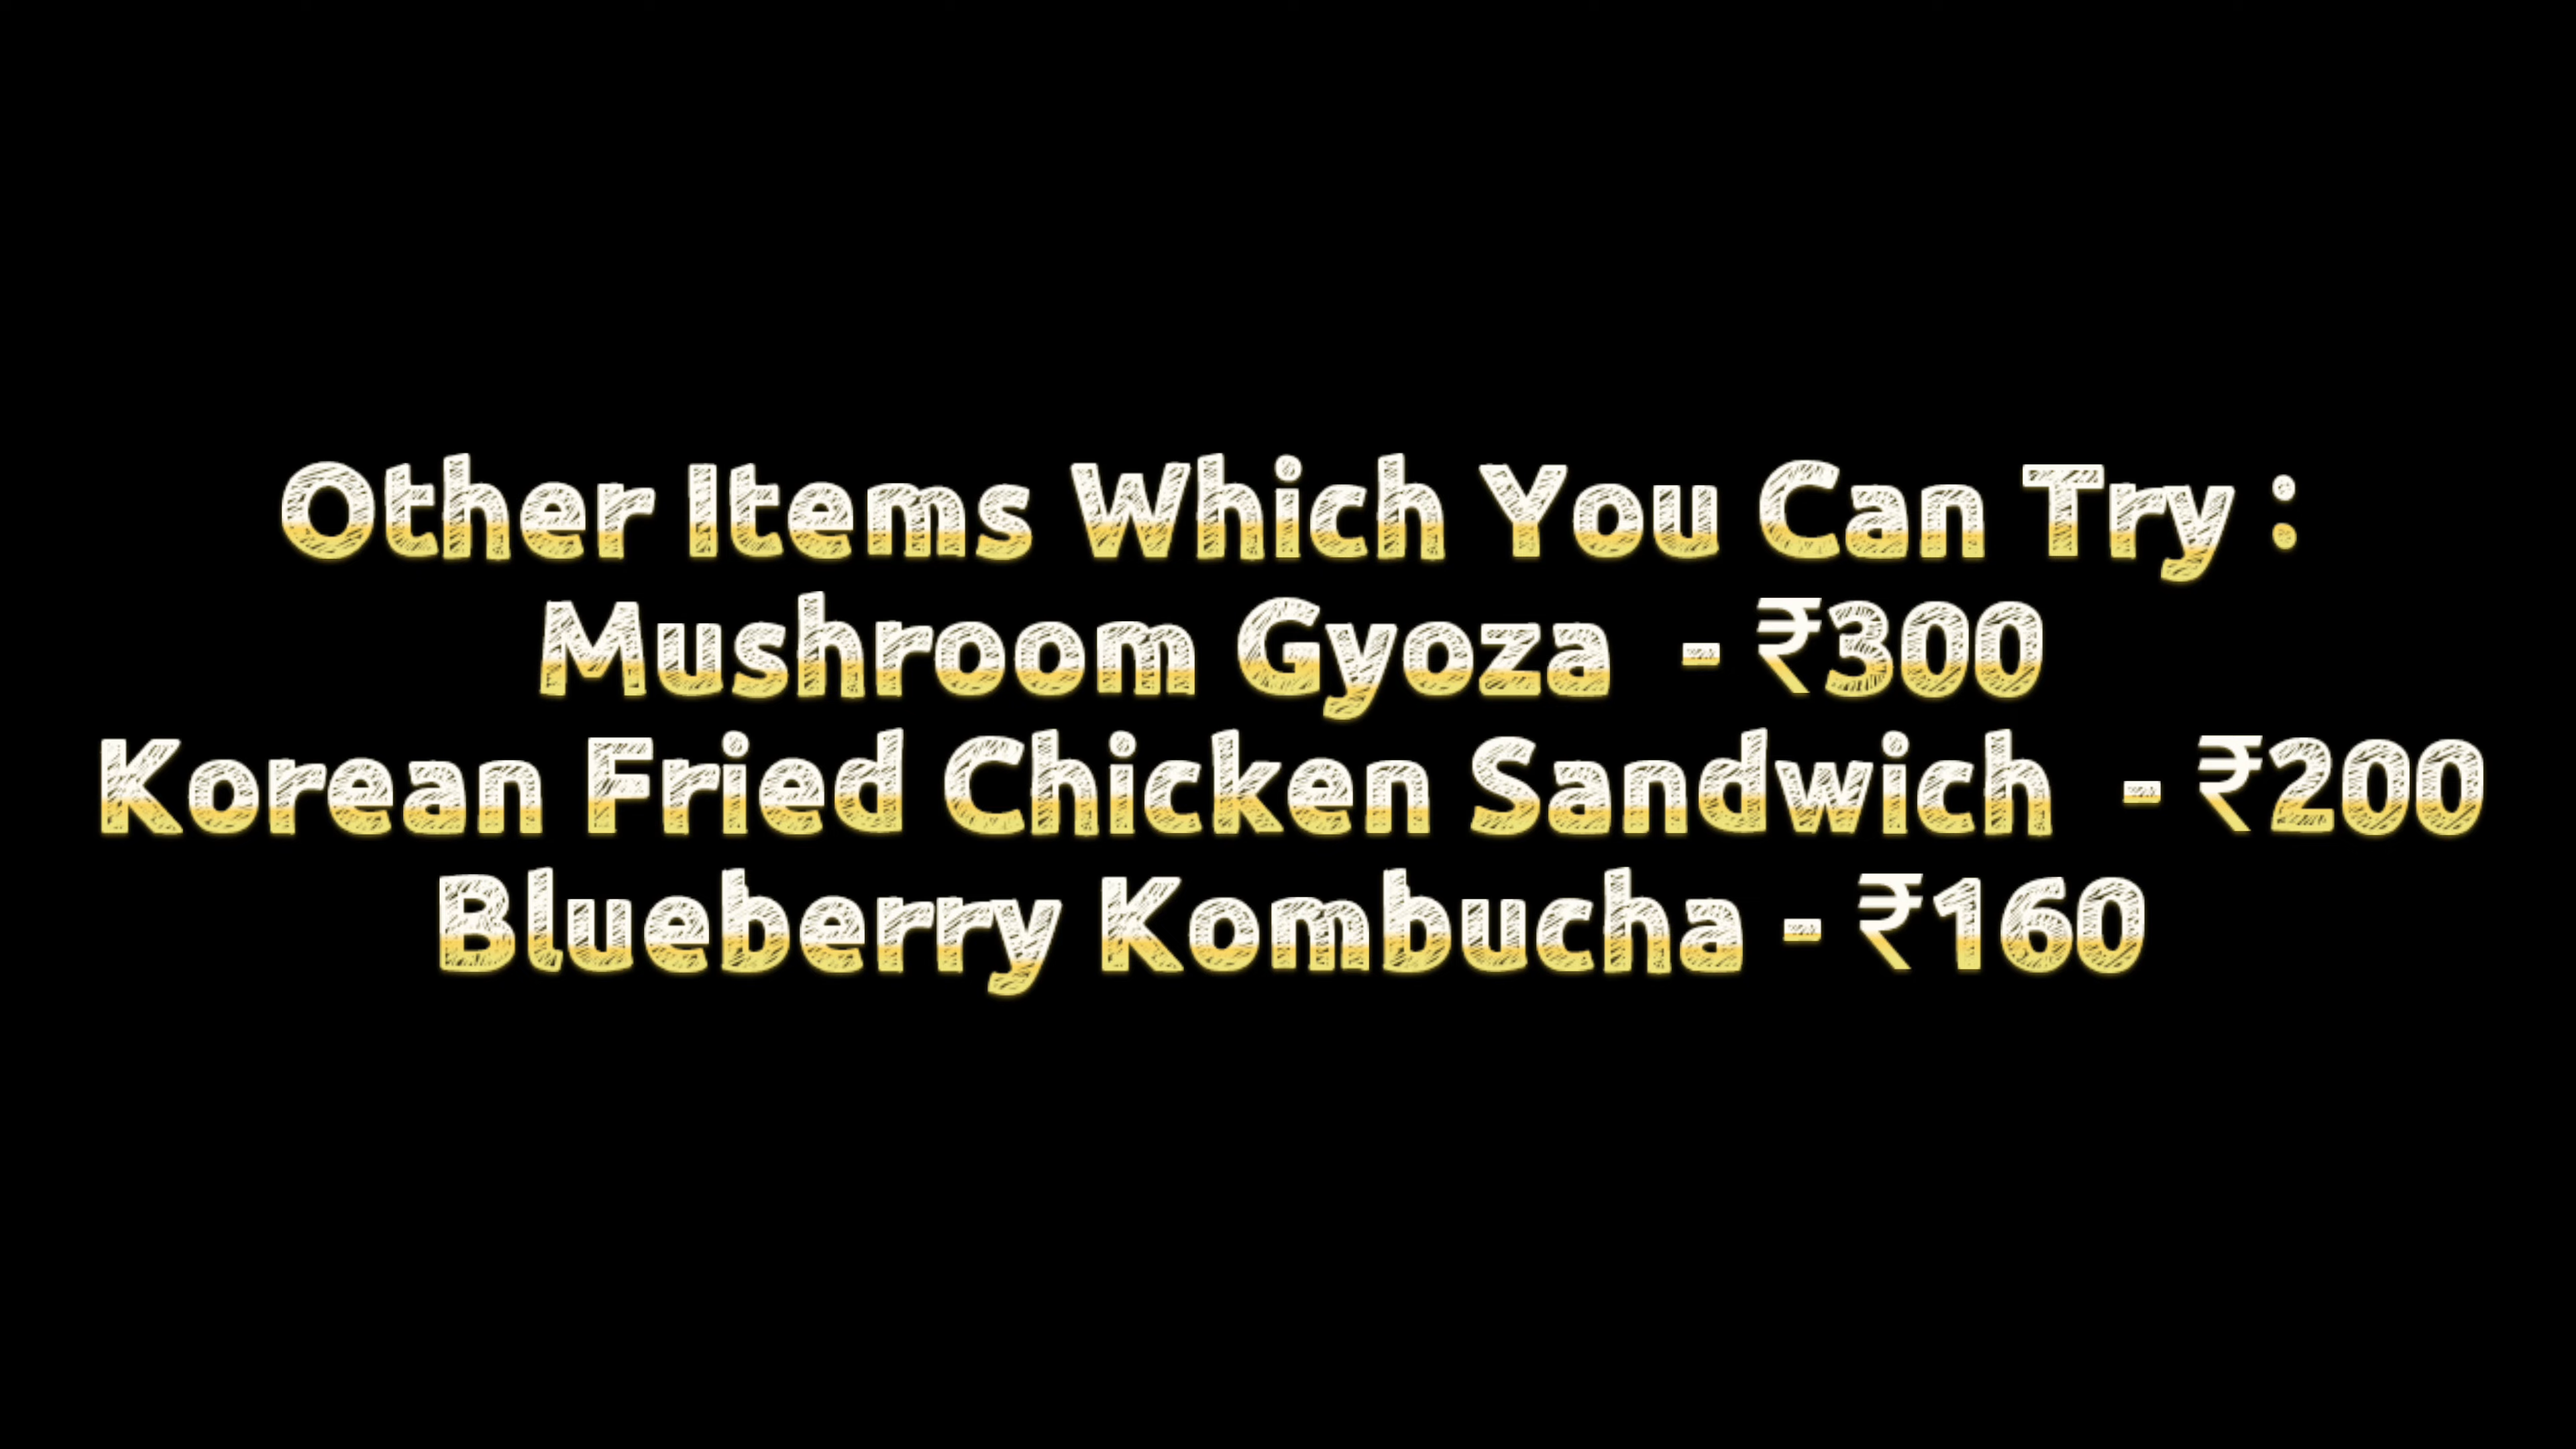 Other Items Which You Can Try :
Mushroom Gyoza - ₹300
Korean Fried Chicken Sandwich - ₹200
Blueberry Kombucha - ₹160